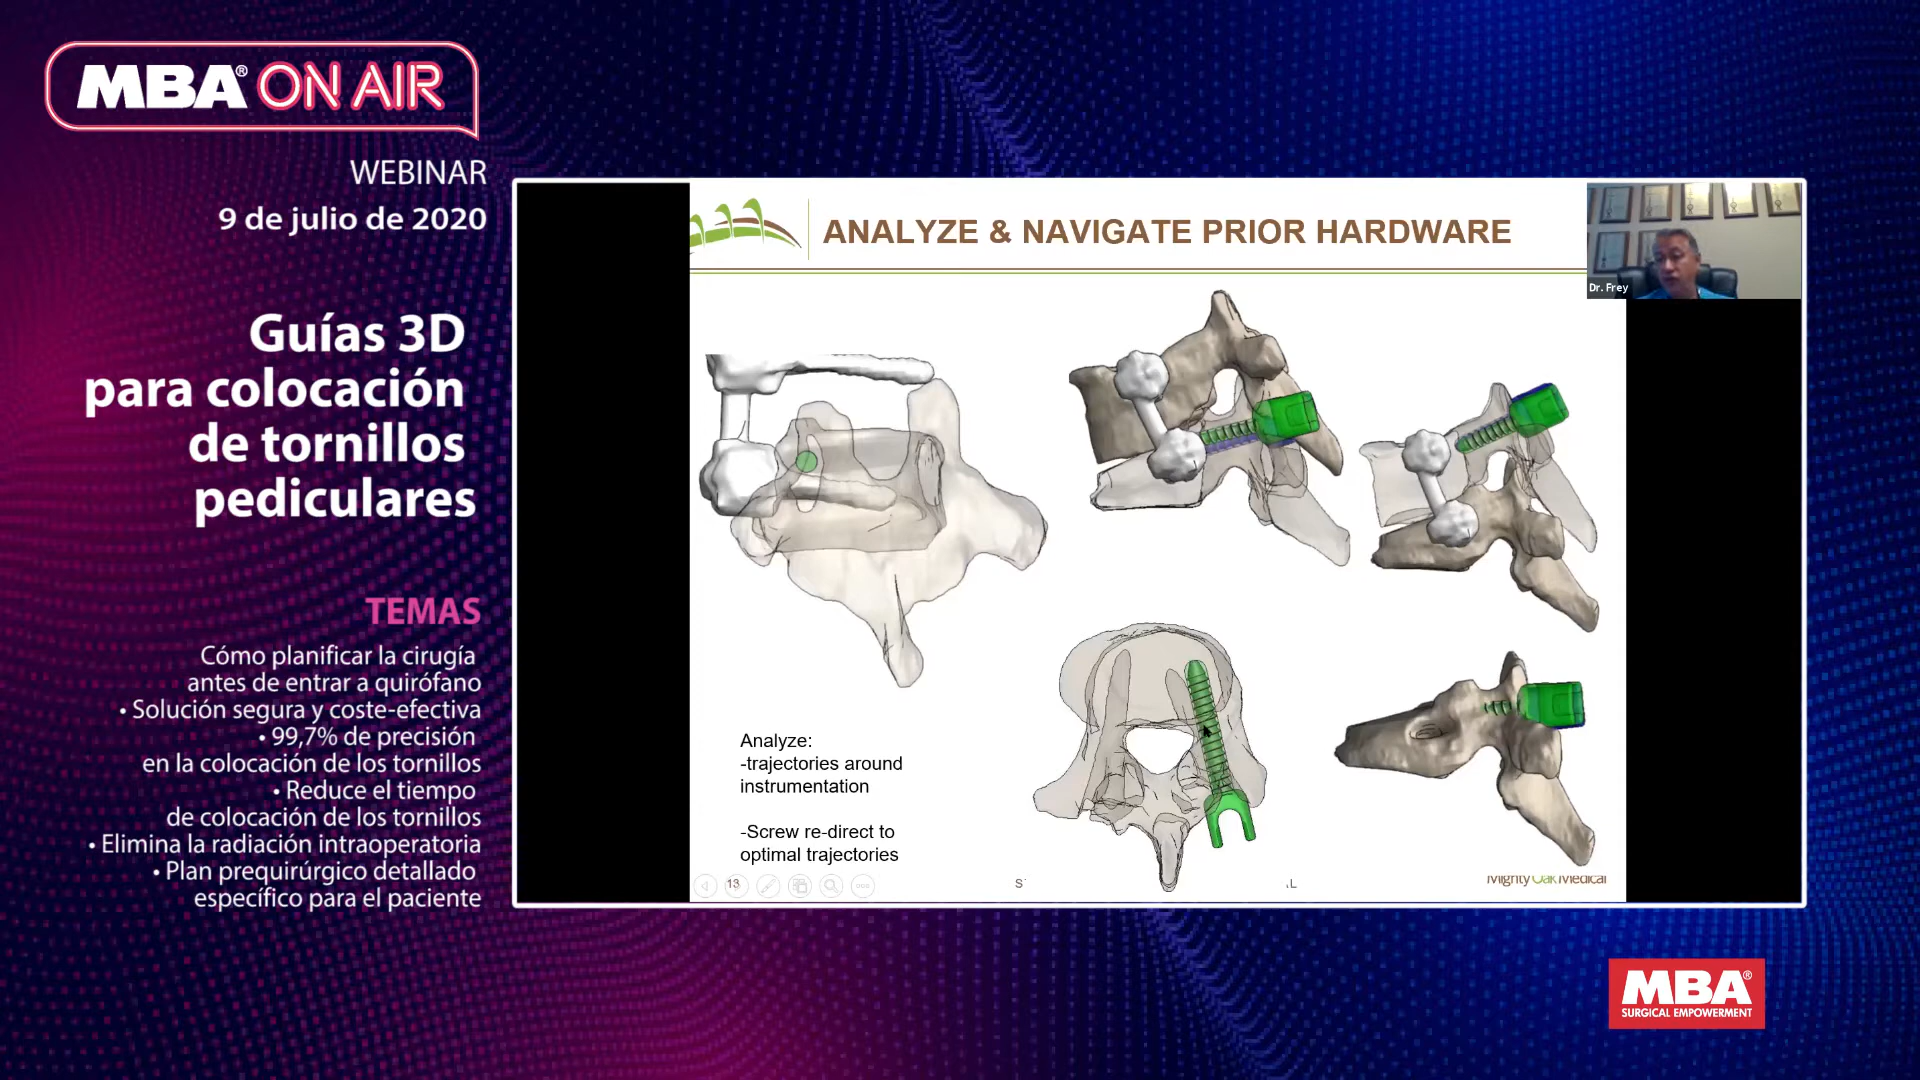 MBA® ON AIR
WEBINAR
9 de julio de 2020
Guías 3D
para colocación
de tornillos
pediculares
TEMAS
Cómo planificar la cirugía
antes de entrar a quirófano
• Solución segura y coste-efectiva
• 99,7% de precisión
en la colocación de los tornillos
• Reduce el tiempo
de colocación de los tornillos
• Elimina la radiación intraoperatoria
• Plan prequirúrgico detallado
específico para el paciente
ANALYZE & NAVIGATE PRIOR HARDWARE
Dr. Frey
Analyze:
-trajectories around
instrumentation
-Screw re-direct to
optimal trajectories
13
Mighty Oak Medical
MBA®
SURGICAL EMPOWERMENT